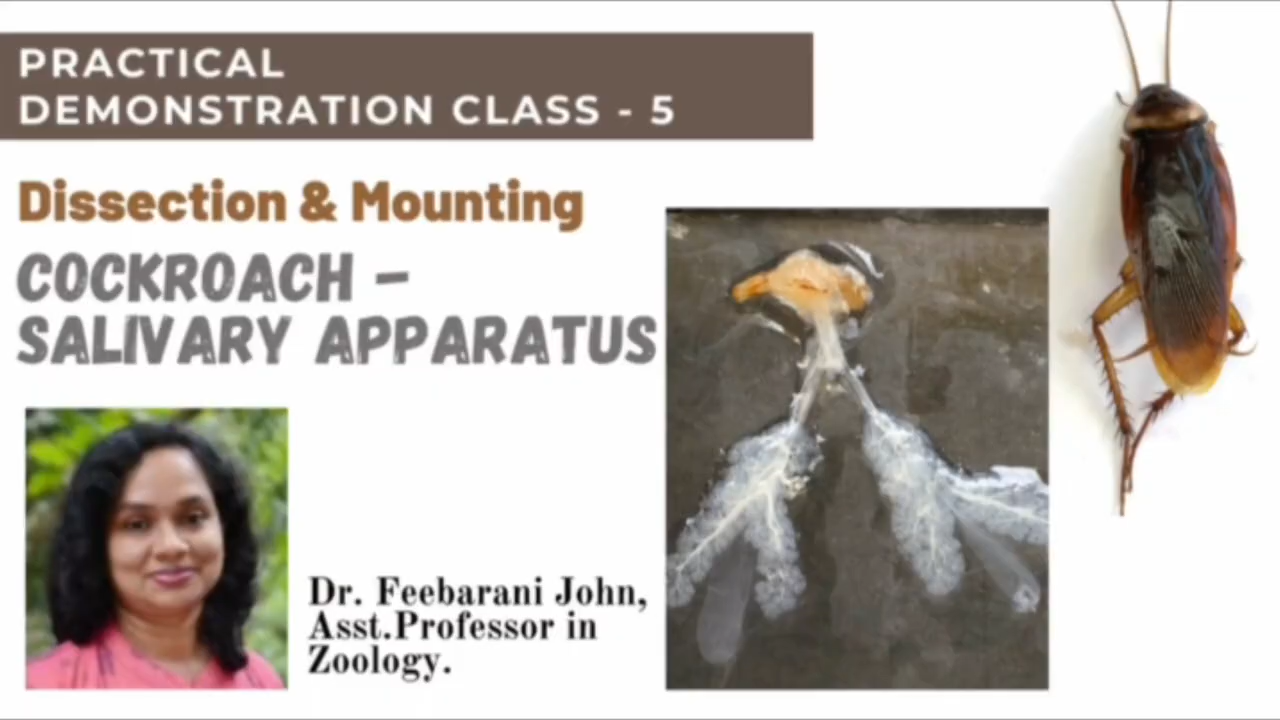 PRACTICAL
DEMONSTRATION CLASS - 5
Dissection & Mounting
COCKROACH –
SALIVARY APPARATUS
Dr. Feebarani John,
Asst.Professor in
Zoology.